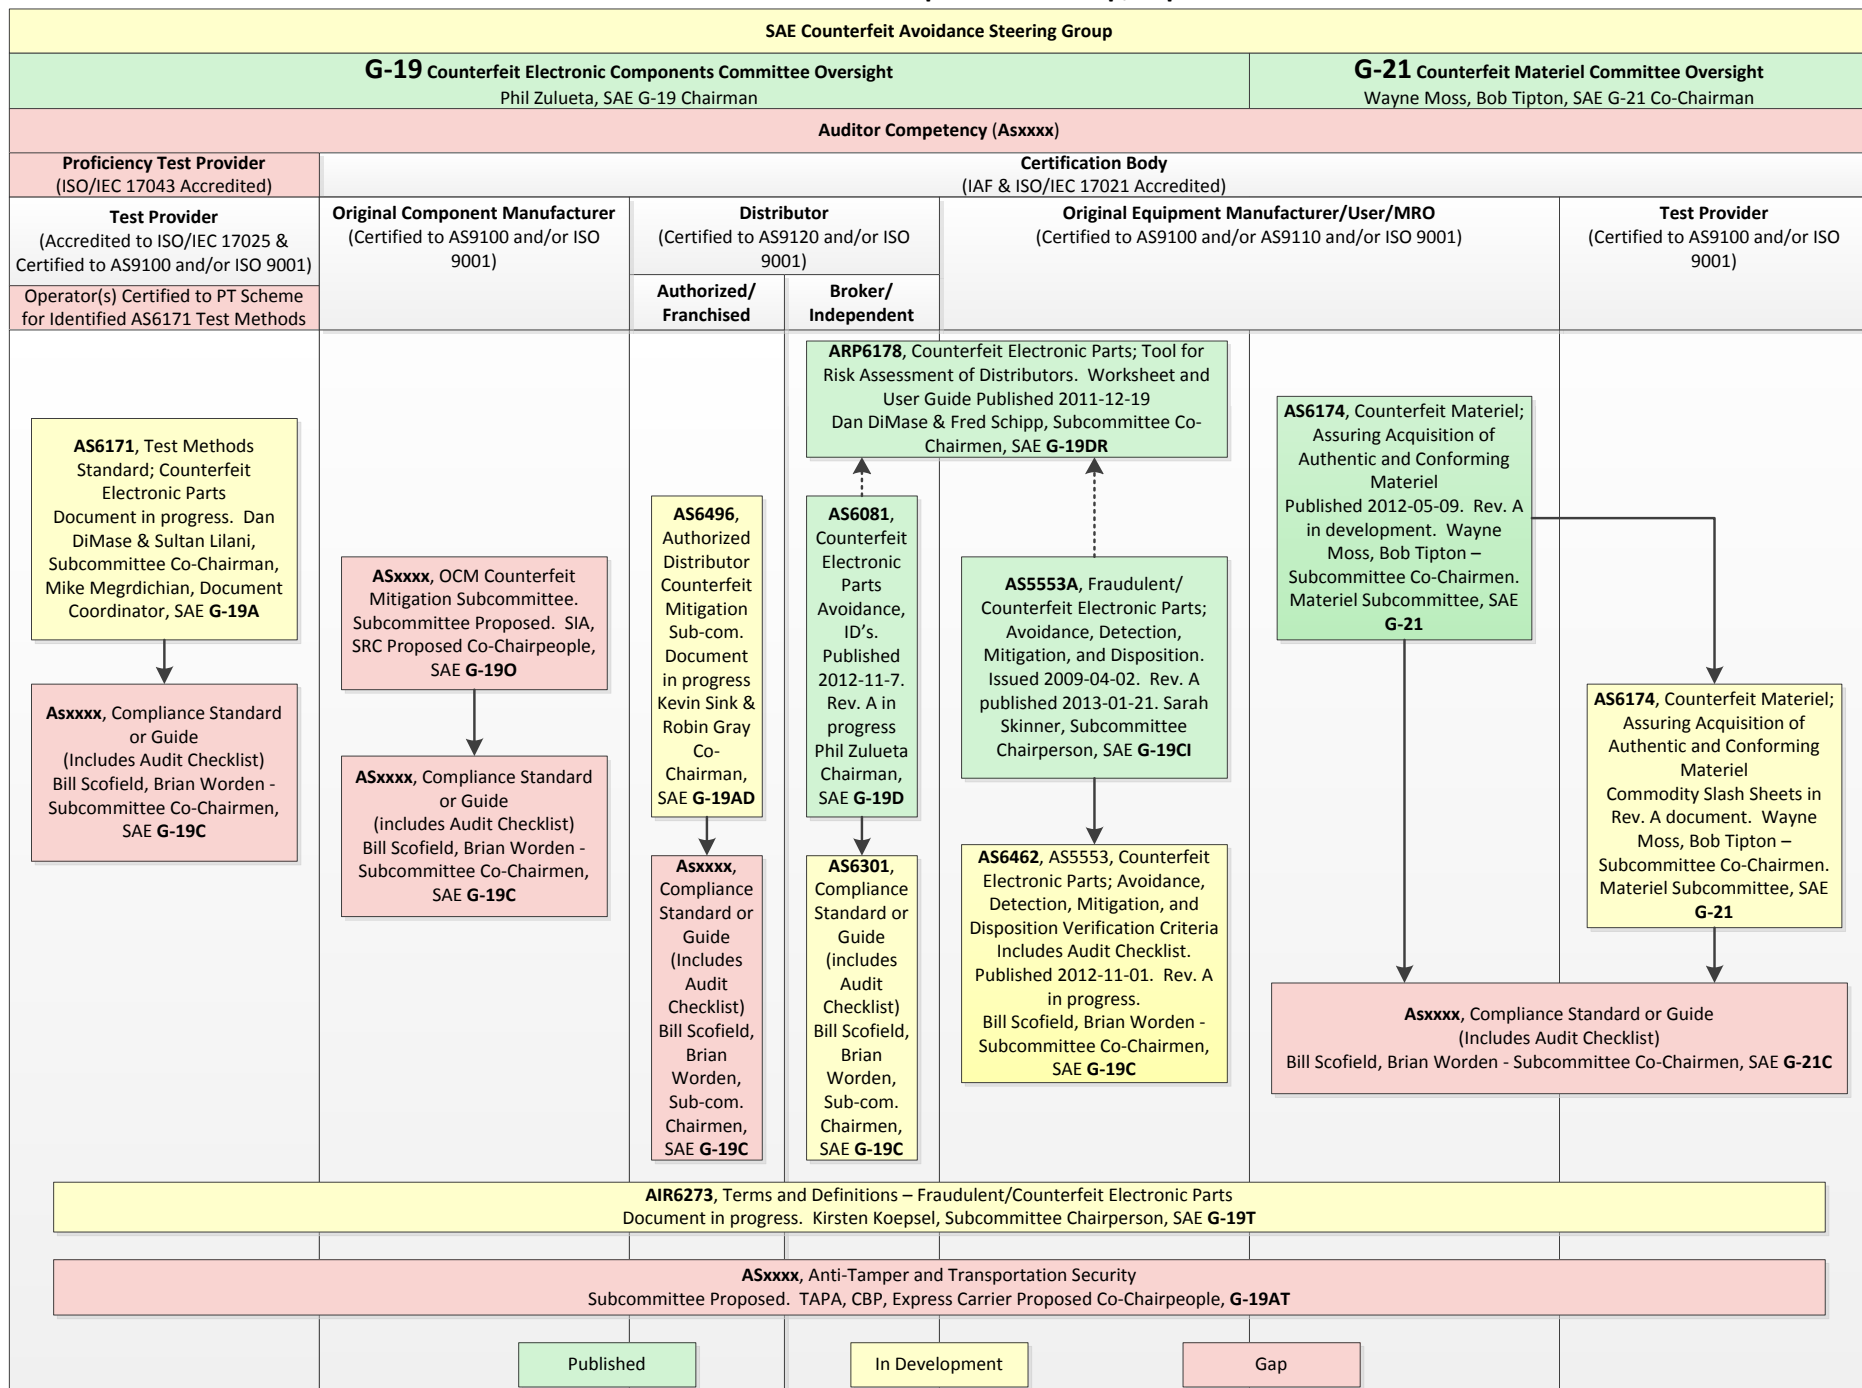 SAE Counterfeit Avoidance Steering Group
G-19 Counterfeit Electronic Components Committee Oversight
Phil Zulueta, SAE G-19 Chairman
G-21 Counterfeit Materiel Committee Oversight
Wayne Moss, Bob Tipton, SAE G-21 Co-Chairman
Auditor Competency (Asxxxx)
Proficiency Test Provider
(ISO/IEC 17043 Accredited)
Certification Body
(IAF & ISO/IEC 17021 Accredited)
Test Provider
(Accredited to ISO/IEC 17025 &
Certified to AS9100 and/or ISO 9001)
Operator(s) Certified to PT Scheme
for Identified AS6171 Test Methods
Original Component Manufacturer
(Certified to AS9100 and/or ISO
9001)
Distributor
(Certified to AS9120 and/or ISO
9001)
Authorized/
Franchised
Broker/
Independent
Original Equipment Manufacturer/User/MRO
(Certified to AS9100 and/or AS9110 and/or ISO 9001)
Test Provider
(Certified to AS9100 and/or ISO
9001)
AS6171, Test Methods
Standard; Counterfeit
Electronic Parts
Document in progress. Dan
DiMase & Sultan Lilani,
Subcommittee Co-Chairman,
Mike Megrdichian, Document
Coordinator, SAE G-19A
Asxxxx, Compliance Standard
or Guide
(Includes Audit Checklist)
Bill Scofield, Brian Worden -
Subcommittee Co-Chairmen,
SAE G-19C
ASxxxx, OCM Counterfeit
Mitigation Subcommittee.
Subcommittee Proposed. SIA,
SRC Proposed Co-Chairpeople,
SAE G-19O
ASxxxx, Compliance Standard
or Guide
(includes Audit Checklist)
Bill Scofield, Brian Worden -
Subcommittee Co-Chairmen,
SAE G-19C
AS6496,
Authorized
Distributor
Counterfeit
Mitigation
Sub-com.
Document
in progress
Kevin Sink &
Robin Gray
Co-
Chairman,
SAE G-19AD
Asxxxx,
Compliance
Standard or
Guide
(Includes
Audit
Checklist)
Bill Scofield,
Brian
Worden,
Sub-com.
Chairmen,
SAE G-19C
ARP6178, Counterfeit Electronic Parts; Tool for
Risk Assessment of Distributors. Worksheet and
User Guide Published 2011-12-19
Dan DiMase & Fred Schipp, Subcommittee Co-
Chairmen, SAE G-19DR
AS6081,
Counterfeit
Electronic
Parts
Avoidance,
ID's.
Published
2012-11-7.
Rev. A in
progress
Phil Zulueta
Chairman,
SAE G-19D
AS6301,
Compliance
Standard or
Guide
(includes
Audit
Checklist)
Bill Scofield,
Brian
Worden,
Sub-com.
Chairmen,
SAE G-19C
AS5553A, Fraudulent/
Counterfeit Electronic Parts;
Avoidance, Detection,
Mitigation, and Disposition.
Issued 2009-04-02. Rev. A
published 2013-01-21. Sarah
Skinner, Subcommittee
Chairperson, SAE G-19CI
AS6462, AS5553, Counterfeit
Electronic Parts; Avoidance,
Detection, Mitigation, and
Disposition Verification Criteria
Includes Audit Checklist.
Published 2012-11-01. Rev. A
in progress.
Bill Scofield, Brian Worden -
Subcommittee Co-Chairmen,
SAE G-19C
AS6174, Counterfeit Materiel;
Assuring Acquisition of
Authentic and Conforming
Materiel
Published 2012-05-09. Rev. A
in development. Wayne
Moss, Bob Tipton –
Subcommittee Co-Chairmen.
Materiel Subcommittee, SAE
G-21
AS6174, Counterfeit Materiel;
Assuring Acquisition of
Authentic and Conforming
Materiel
Commodity Slash Sheets in
Rev. A document. Wayne
Moss, Bob Tipton –
Subcommittee Co-Chairmen.
Materiel Subcommittee, SAE
G-21
Asxxxx, Compliance Standard or Guide
(Includes Audit Checklist)
Bill Scofield, Brian Worden - Subcommittee Co-Chairmen, SAE G-21C
AIR6273, Terms and Definitions – Fraudulent/Counterfeit Electronic Parts
Document in progress. Kirsten Koepsel, Subcommittee Chairperson, SAE G-19T
ASxxxx, Anti-Tamper and Transportation Security
Subcommittee Proposed. TAPA, CBP, Express Carrier Proposed Co-Chairpeople, G-19AT
Published
In Development
Gap